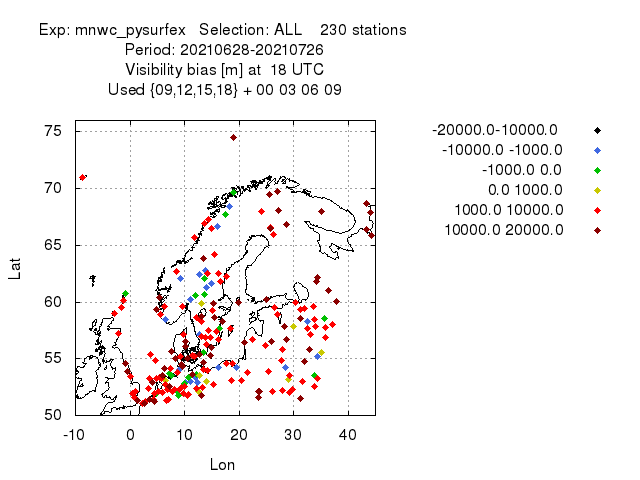 Exp: mnwc_pysurfex   Selection: ALL    230 stations
Period: 20210628-20210726
Visibility bias [m] at  18 UTC
Used {09,12,15,18} + 00 03 06 09
-20000.0-10000.0
-10000.0 -1000.0
-1000.0 0.0
0.0 1000.0
1000.0 10000.0
10000.0 20000.0
75
70
65
60
55
50
Lat
-10 0 10 20 30 40
Lon